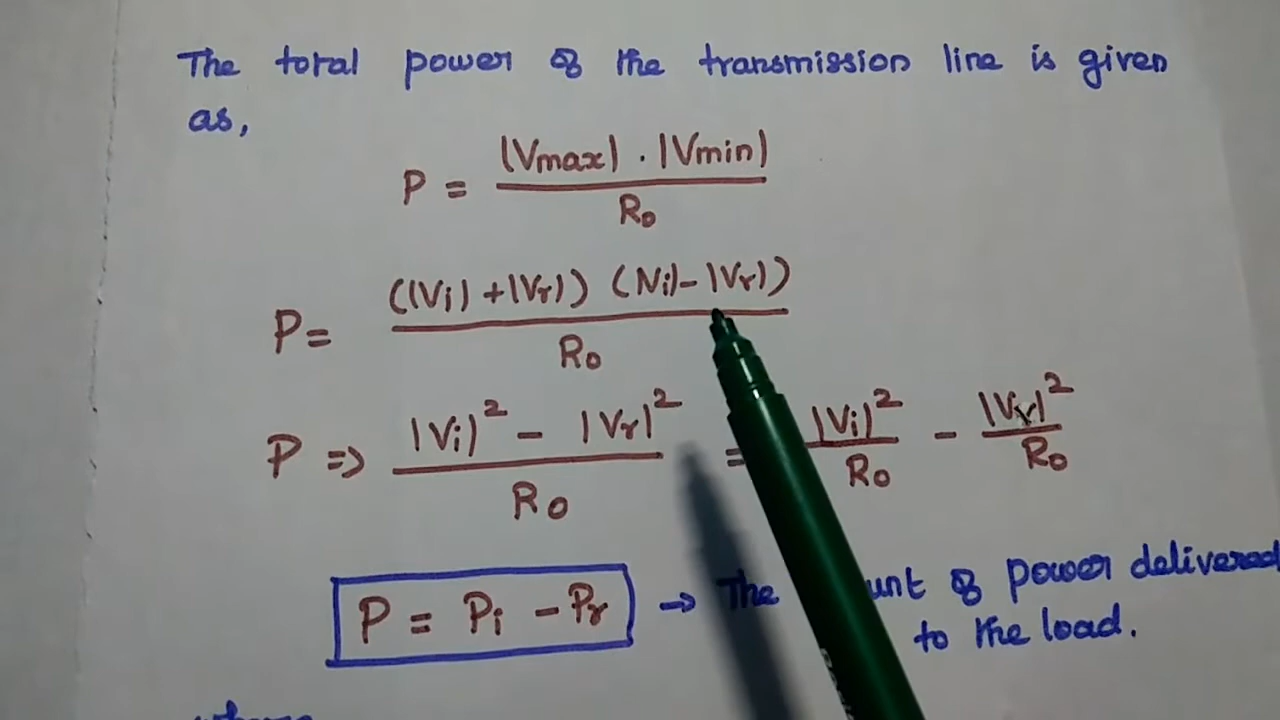 The total power of the transmission line is given
as,
P = |Vmax| . |Vmin| / R0
P = (|Vi| + |Vr|) (|Vi| - |Vr|) / R0
P => |Vi|² - |Vr|² / R0 = |Vi|² / R0 - |Vr|² / R0
P = Pi - Pr → The unt of power delivered
to the load.